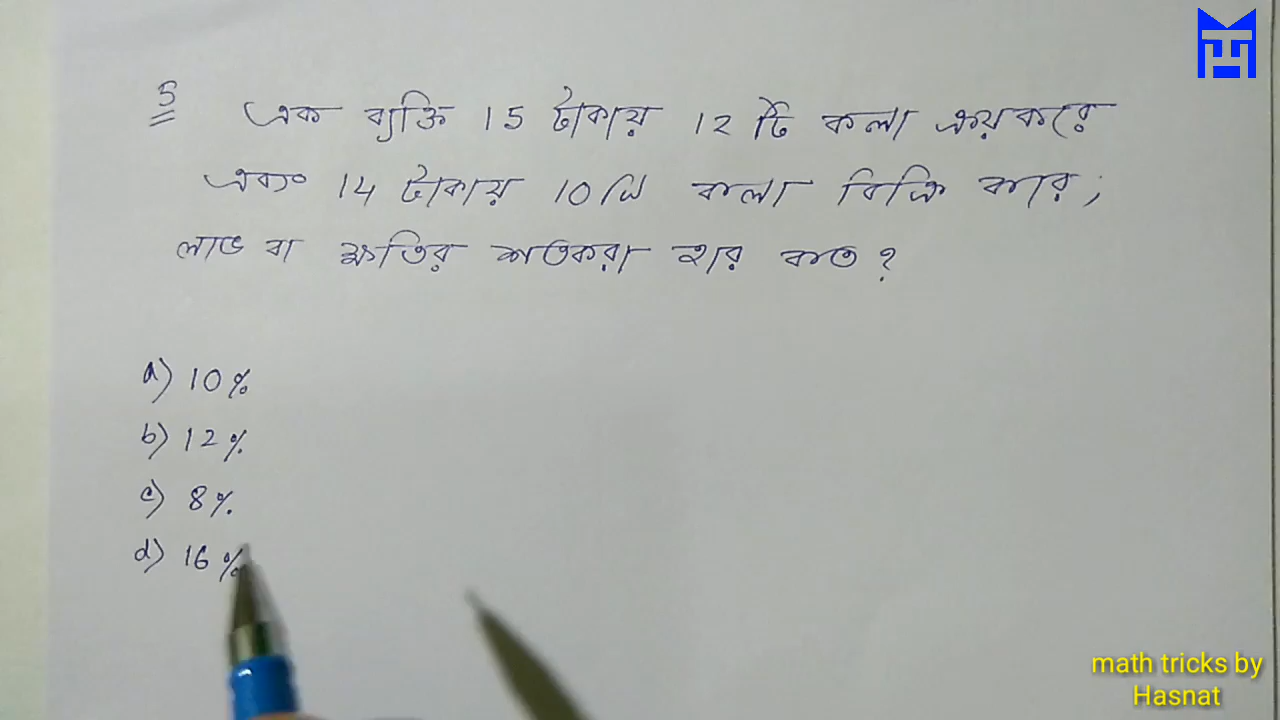 5 এক ব্যক্তি 15 টাকায় 12 টি কলা ক্রয় করে
এবং 14 টাকায় 10 টি কলা বিক্রি করে,
লাভ বা ক্ষতির শতকরা হার কত ?
a) 10%
b) 12%
c) 8%
d) 16%
math tricks by
Hasnat